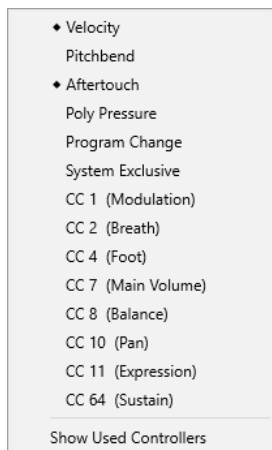 ◆ Velocity
Pitchbend
◆ Aftertouch
Poly Pressure
Program Change
System Exclusive
CC 1 (Modulation)
CC 2 (Breath)
CC 4 (Foot)
CC 7 (Main Volume)
CC 8 (Balance)
CC 10 (Pan)
CC 11 (Expression)
CC 64 (Sustain)
Show Used Controllers